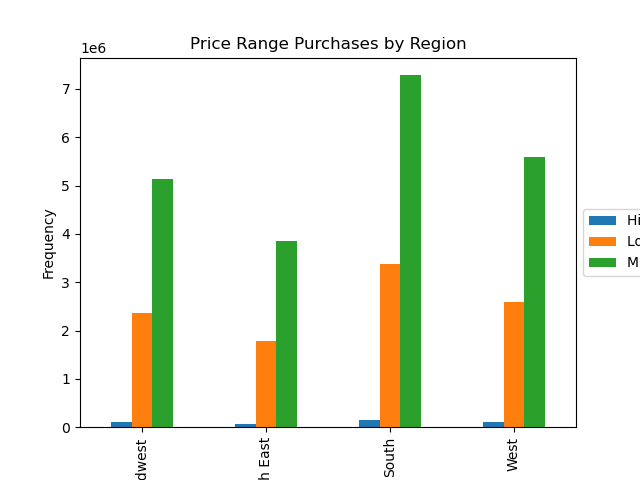 Price Range Purchases by Region
1e6
7
6
5
4
3
2
1
0
Frequency
dwest
h East
South
West
Hi
Lo
M